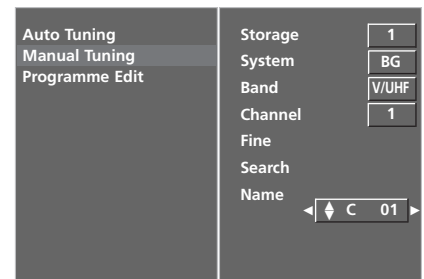 Auto Tuning
Manual Tuning
Programme Edit
Storage 1
System BG
Band V/UHF
Channel 1
Fine
Search
Name
◀ ♦ C 01 ▶